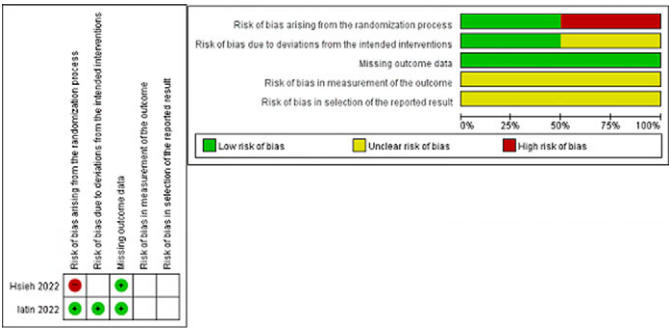 Risk of bias arising from the randomization process
Risk of bias due to deviations from the intended interventions
Missing outcome data
Risk of bias in measurement of the outcome
Risk of bias in selection of the reported result
Hsieh 2022
latin 2022
Risk of bias arising from the randomization process
Risk of bias due to deviations from the intended interventions
Missing outcome data
Risk of bias in measurement of the outcome
Risk of bias in selection of the reported result
0% 25% 50% 75% 100%
Low risk of bias Unclear risk of bias High risk of bias